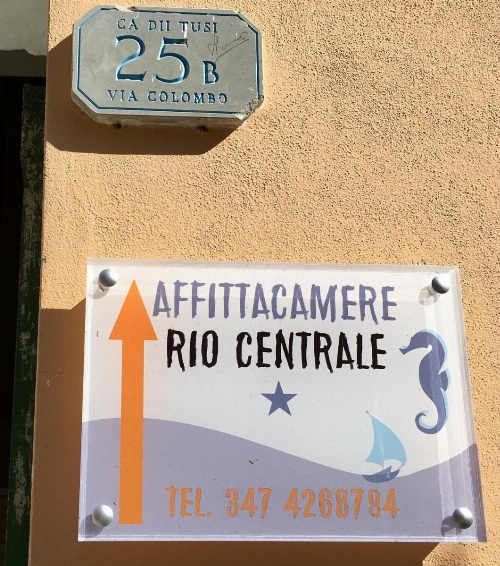 CA DII TUSI
25 B
VIA COLOMBO
AFFITTACAMERE
RIO CENTRALE
TEL. 347 4268794